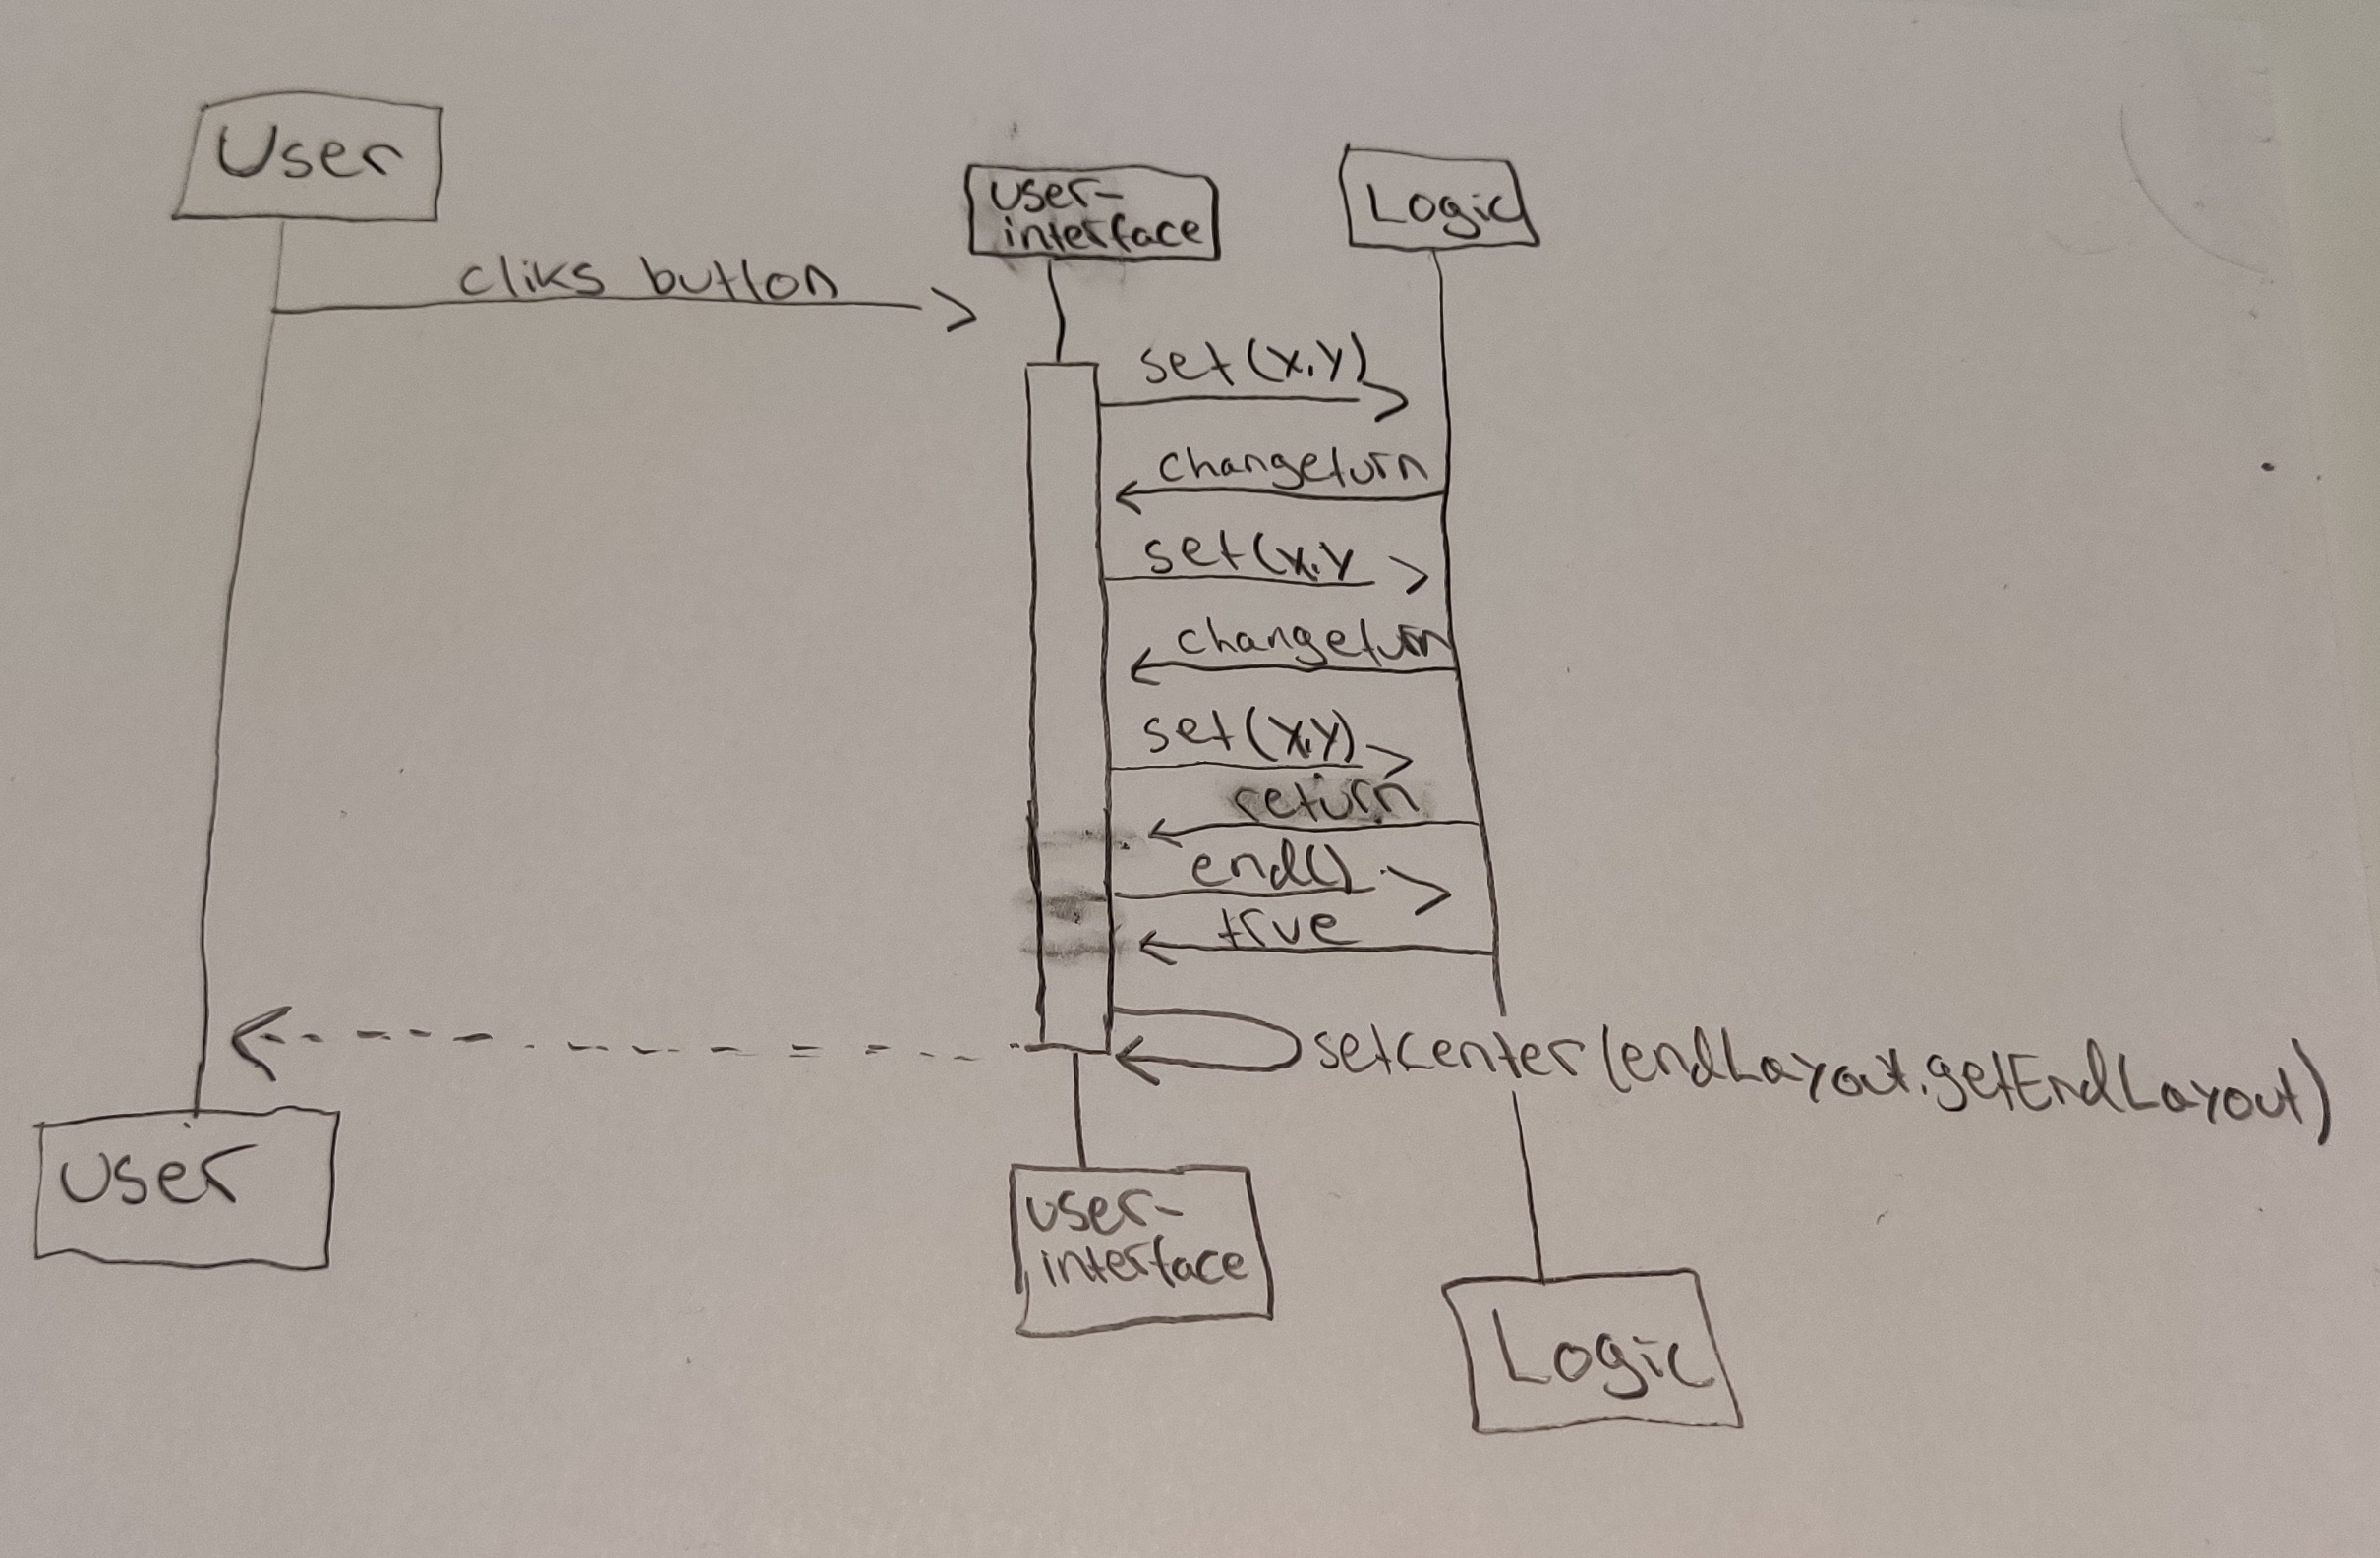 User
user-
interface
Logic
cliks button
set(x,y)
changeturn
set(x,y
changeturn
set(x,y)
return
end()
true
setcenter(endLayout.getEndLayout)
user
user-
interface
Logic